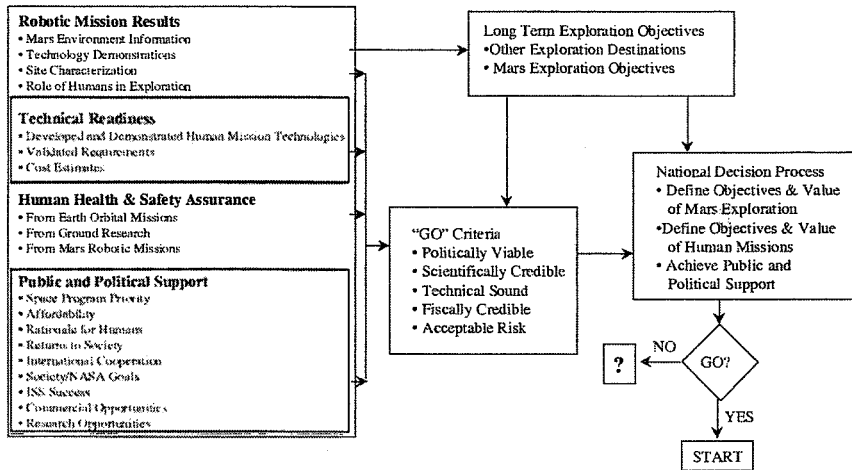 Robotic Mission Results
• Mars Environment Information
• Technology Demonstrations
• Site Characterization
• Role of Humans in Exploration
Technical Readiness
• Developed and Demonstrated Human Mission Technologies
• Validated Requirements
• Cost Estimates
Human Health & Safety Assurance
• From Earth Orbital Missions
• From Ground Research
• From Mars Robotic Missions
Public and Political Support
• Space Program Priority
• Affordability
• Rationale for Humans
• Returns to Society
• International Cooperation
• Society/NASA Goals
• ISS Success
• Commercial Opportunities
• Research Opportunities
Long Term Exploration Objectives
•Other Exploration Destinations
• Mars Exploration Objectives
"GO" Criteria
• Politically Viable
• Scientifically Credible
• Technical Sound
• Fiscally Credible
• Acceptable Risk
National Decision Process
• Define Objectives & Value
of Mars Exploration
•Define Objectives & Value
of Human Missions
• Achieve Public and
Political Support
GO?
NO
?
YES
START